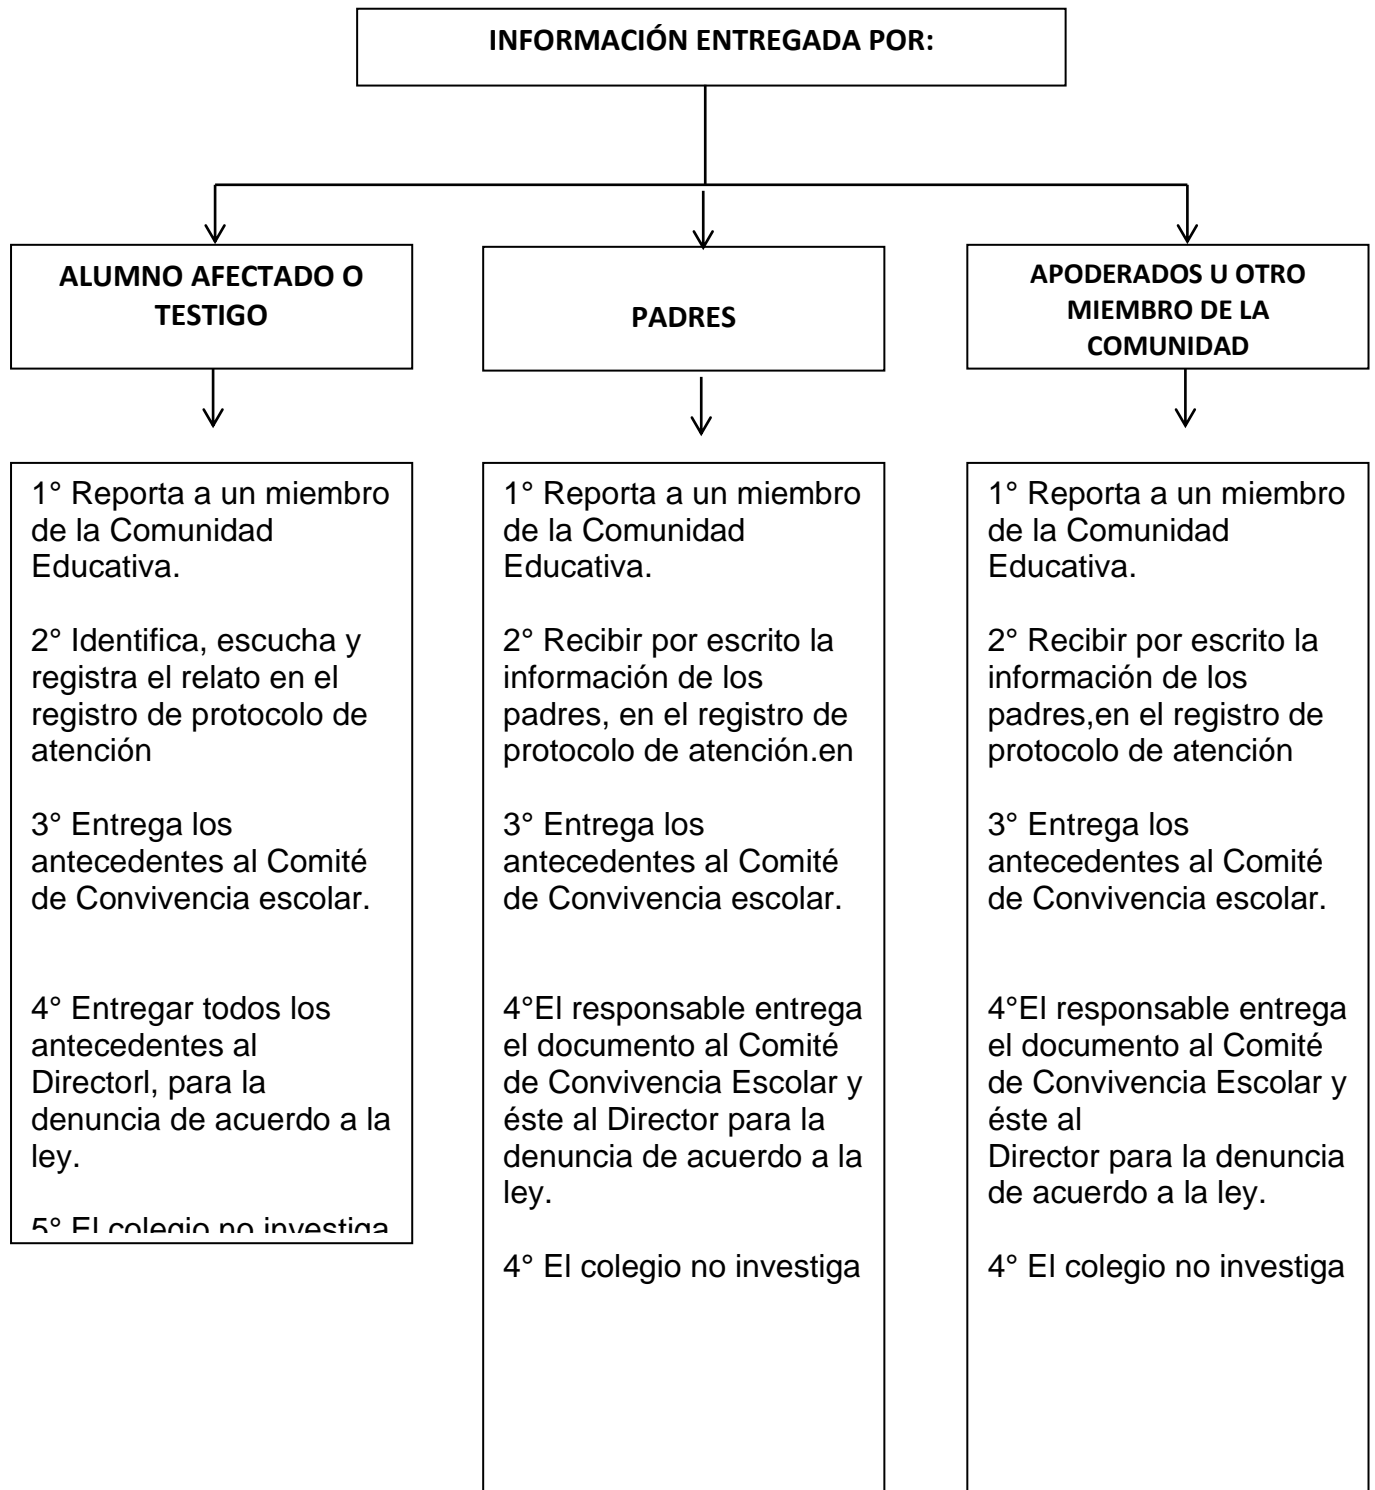 INFORMACIÓN ENTREGADA POR:
ALUMNO AFECTADO O
TESTIGO
PADRES
APODERADOS U OTRO
MIEMBRO DE LA
COMUNIDAD
1° Reporta a un miembro
de la Comunidad
Educativa.
2° Identifica, escucha y
registra el relato en el
registro de protocolo de
atención
3° Entrega los
antecedentes al Comité
de Convivencia escolar.
4° Entregar todos los
antecedentes al
Directorl, para la
denuncia de acuerdo a la
ley.
5° El colegio no investiga
1° Reporta a un miembro
de la Comunidad
Educativa.
2° Recibir por escrito la
información de los
padres, en el registro de
protocolo de atención.en
3° Entrega los
antecedentes al Comité
de Convivencia escolar.
4°El responsable entrega
el documento al Comité
de Convivencia Escolar y
éste al Director para la
denuncia de acuerdo a la
ley.
4° El colegio no investiga
1° Reporta a un miembro
de la Comunidad
Educativa.
2° Recibir por escrito la
información de los
padres,en el registro de
protocolo de atención
3° Entrega los
antecedentes al Comité
de Convivencia escolar.
4°El responsable entrega
el documento al Comité
de Convivencia Escolar y
éste al
Director para la denuncia
de acuerdo a la ley.
4° El colegio no investiga